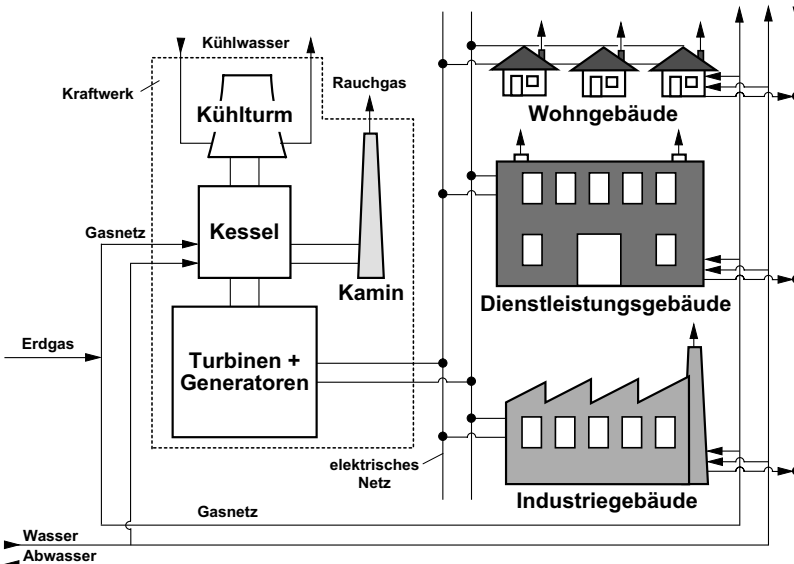 Kühlwasser
Kraftwerk
Rauchgas
Kühlturm
Wohngebäude
Gasnetz
Kessel
Kamin
Dienstleistungsgebäude
Erdgas
Turbinen +
Generatoren
elektrisches
Netz
Industriegebäude
Gasnetz
Wasser
Abwasser